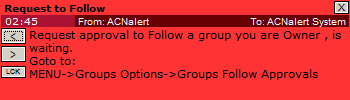 Request to Follow X
02:45 From: ACNalert To: ACNalert System
< Request approval to Follow a group you are Owner , is
waiting.
> Goto to:
LCK MENU->Groups Options->Groups Follow Approvals